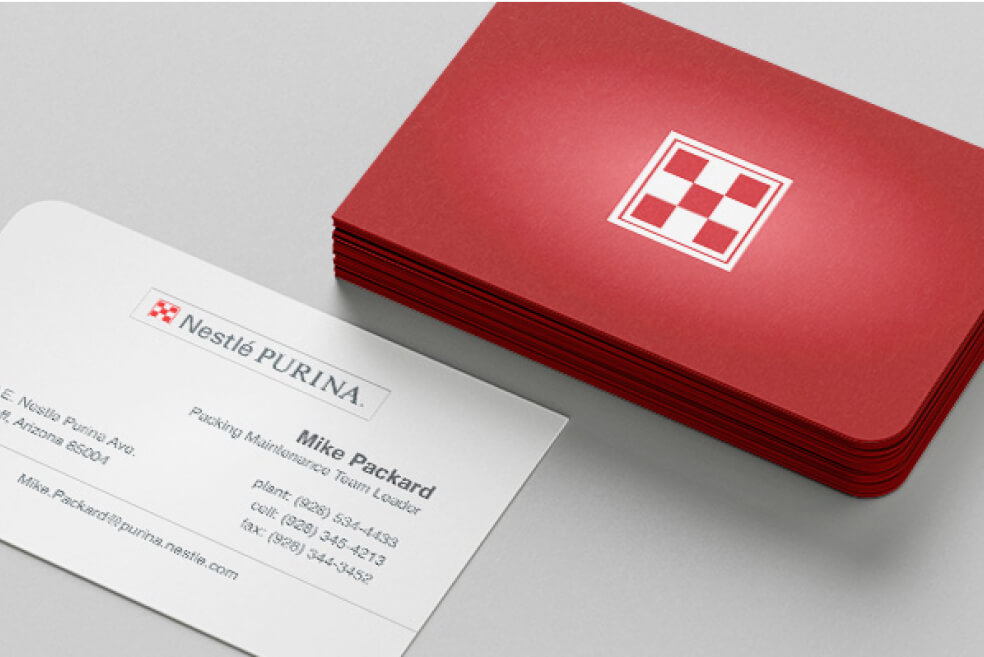 Nestlé PURINA
E. Nestle Purina Ave.
ff, Arizona 85004
Mike Packard
Packing Maintenance Team Leader
plant: (928) 534-4433
cell: (928) 345-4213
fax: (928) 344-3452
Mike.Packard@purina.nestle.com